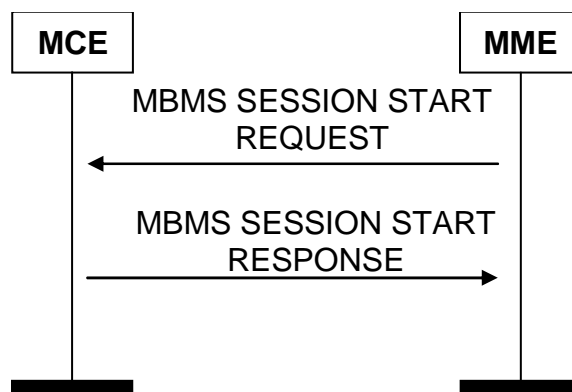 MCE
MME
MBMS SESSION START
REQUEST
MBMS SESSION START
RESPONSE